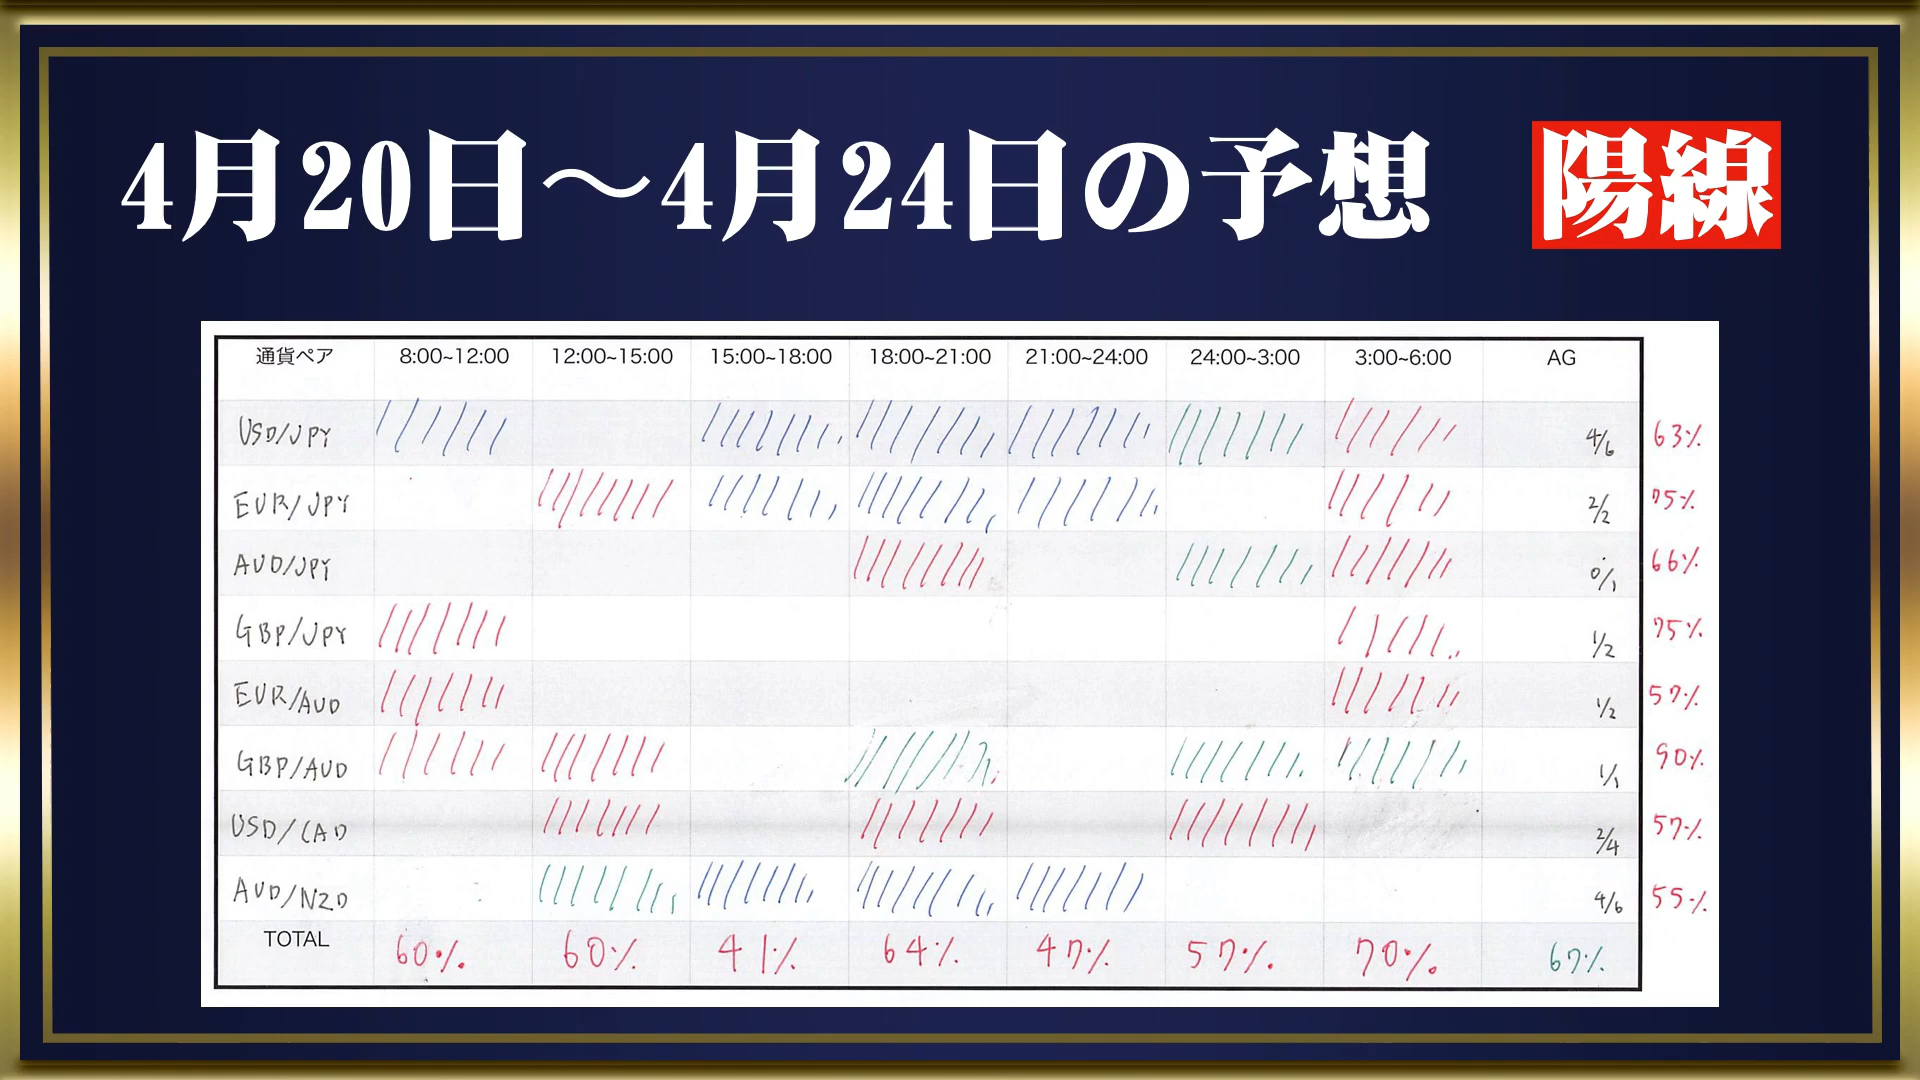 4月20日～4月24日の予想 陽線
通貨ペア 8:00~12:00 12:00~15:00 15:00~18:00 18:00~21:00 21:00~24:00 24:00~3:00 3:00~6:00 AG
USD/JPY 4/6 63%
EUR/JPY 2/2 75%
AUD/JPY 0/1 66%
GBP/JPY 1/2 75%
EUR/AUD 1/2 57%
GBP/AUD 1/1 90%
USD/CAD 2/4 57%
AUD/NZD 4/6 55%
TOTAL 60% 60% 41% 64% 47% 57% 70% 67%